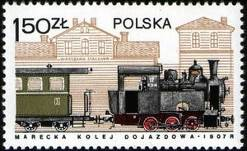 1.50 ZŁ POLSKA
MARECKA KOLEJ DOJAZDOWA-1907R